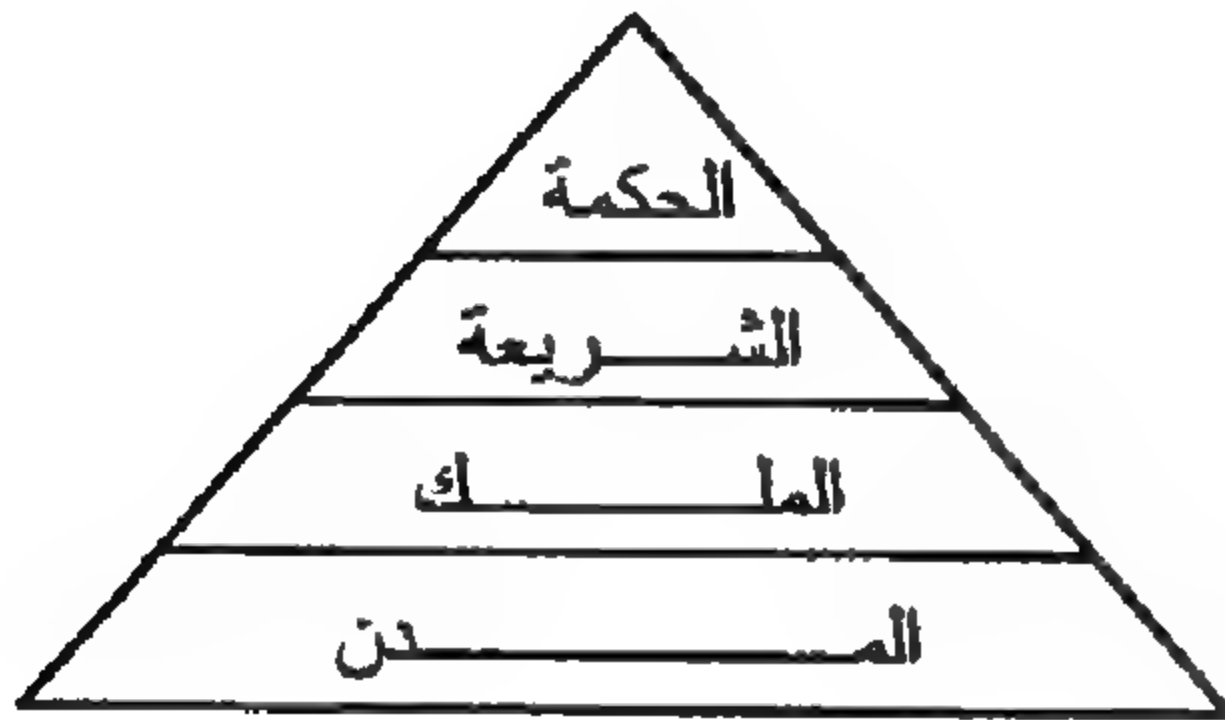 الحكمة
الشريعة
الملك
المدن